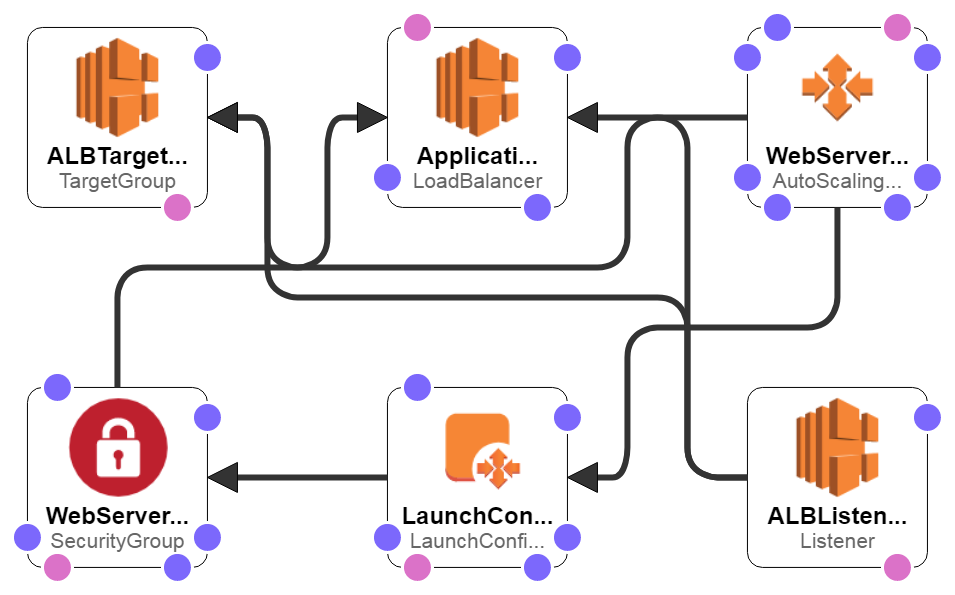 ALBTarget...
TargetGroup
Applicati...
LoadBalancer
WebServer...
AutoScaling...
WebServer...
SecurityGroup
LaunchCon...
LaunchConfi...
ALBListen...
Listener